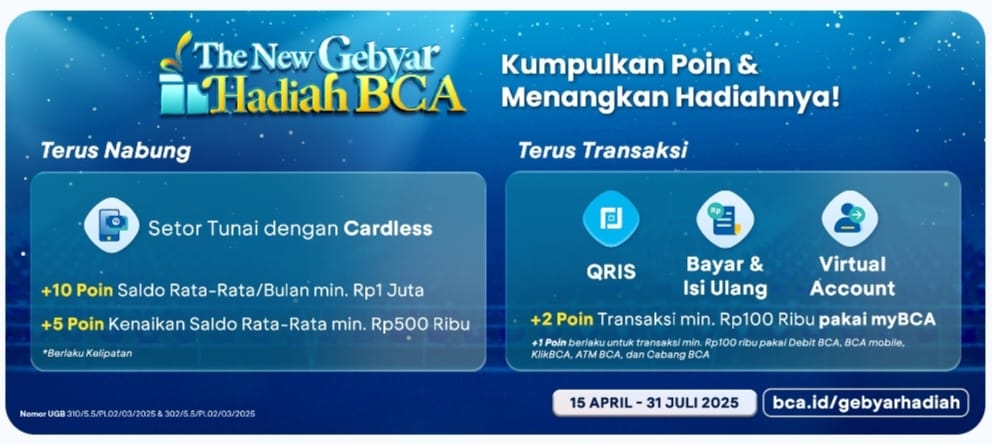 The New Gebyar
Hadiah BCA
Kumpulkan Poin &
Menangkan Hadiahnya!
Terus Nabung
Setor Tunai dengan Cardless
+10 Poin Saldo Rata-Rata/Bulan min. Rp1 Juta
+5 Poin Kenaikan Saldo Rata-Rata min. Rp500 Ribu
*Berlaku Kelipatan
Terus Transaksi
QRIS
Rp
Bayar &
Isi Ulang
Virtual
Account
+2 Poin Transaksi min. Rp100 Ribu pakai myBCA
+1 Poin berlaku untuk transaksi min. Rp100 ribu pakai Debit BCA, BCA mobile,
KlikBCA, ATM BCA, dan Cabang BCA
Nomor UGB 310/5.5/PI.02/03/2025 & 302/5.5/PI.02/03/2025
15 APRIL - 31 JULI 2025
bca.id/gebyarhadiah